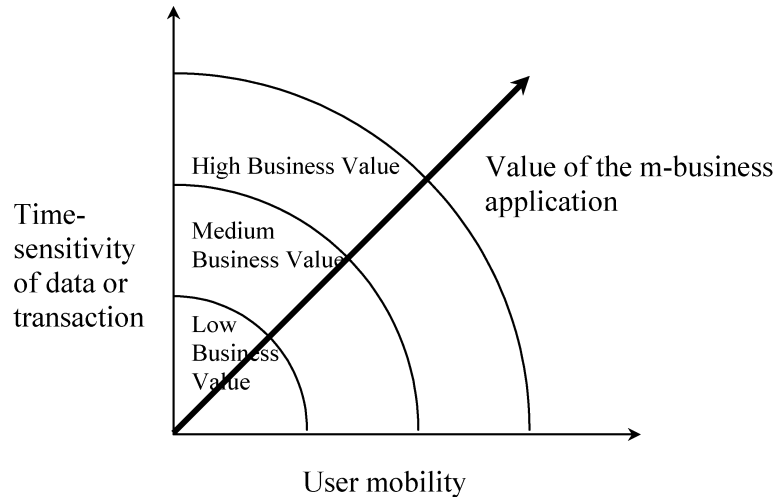 High Business Value
Value of the m-business
application
Time-
sensitivity
of data or
transaction
Medium
Business Value
Low
Business
Value
User mobility